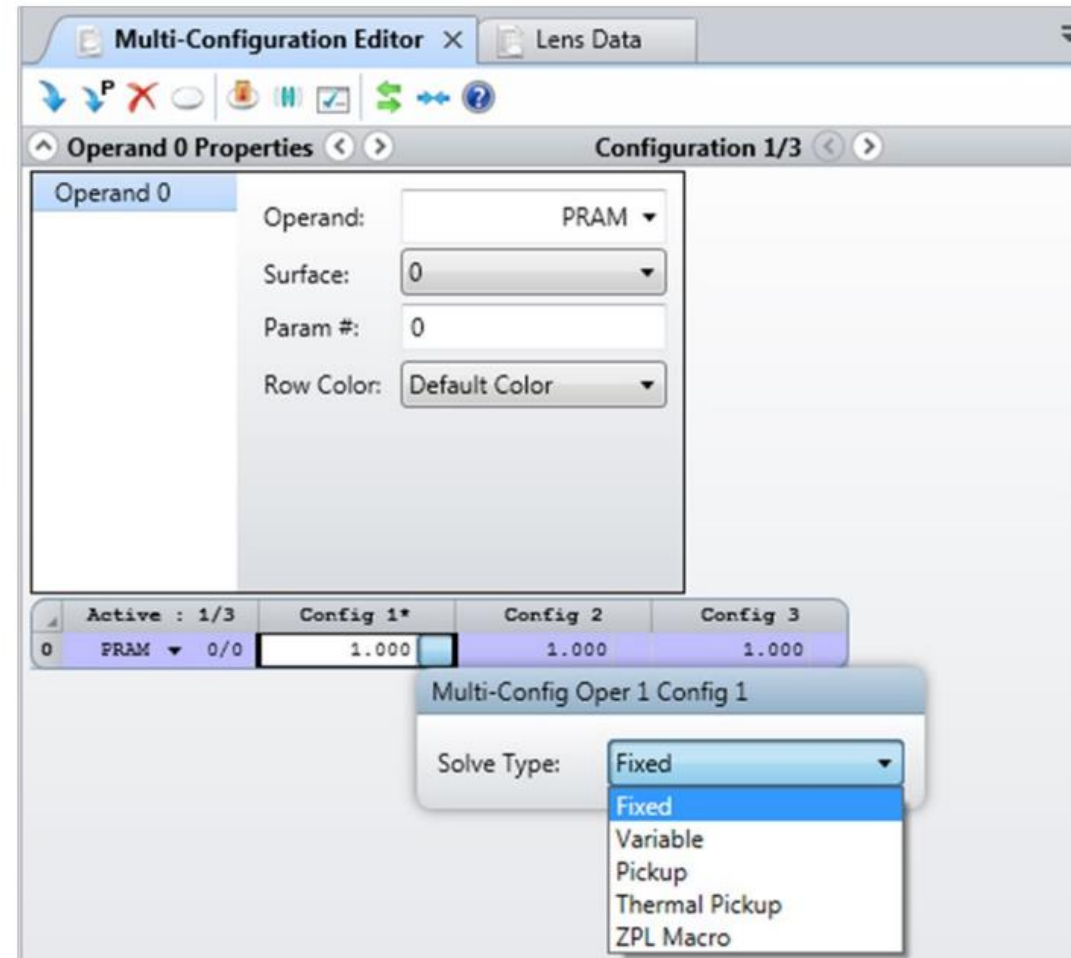 Multi-Configuration Editor × Lens Data
P
Operand 0 Properties Configuration 1/3
Operand 0
Operand: PRAM
Surface: 0
Param #: 0
Row Color: Default Color
Active : 1/3 Config 1* Config 2 Config 3
0 PRAM 0/0 1.000 1.000 1.000
Multi-Config Oper 1 Config 1
Solve Type: Fixed
Fixed
Variable
Pickup
Thermal Pickup
ZPL Macro